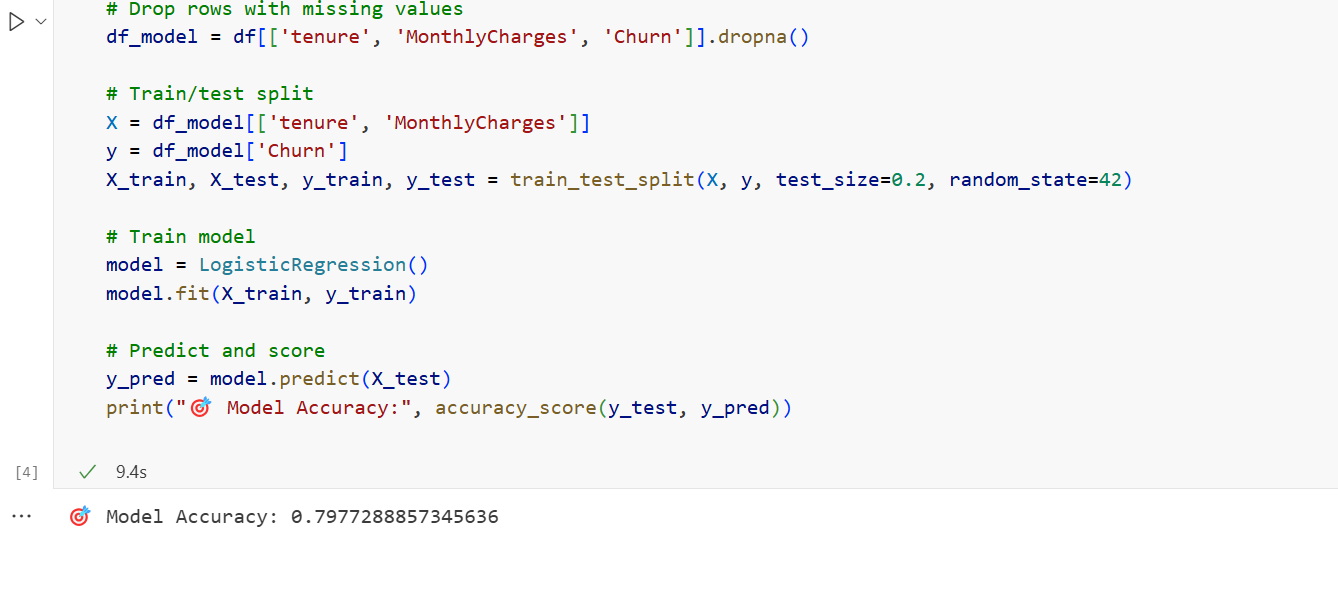 # Drop rows with missing values
df_model = df[['tenure', 'MonthlyCharges', 'Churn']].dropna()
# Train/test split
X = df_model[['tenure', 'MonthlyCharges']]
y = df_model['Churn']
X_train, X_test, y_train, y_test = train_test_split(X, y, test_size=0.2, random_state=42)
# Train model
model = LogisticRegression()
model.fit(X_train, y_train)
# Predict and score
y_pred = model.predict(X_test)
print("🎯 Model Accuracy:", accuracy_score(y_test, y_pred))
[4] ✓ 9.4s
... 🎯 Model Accuracy: 0.7977288857345636